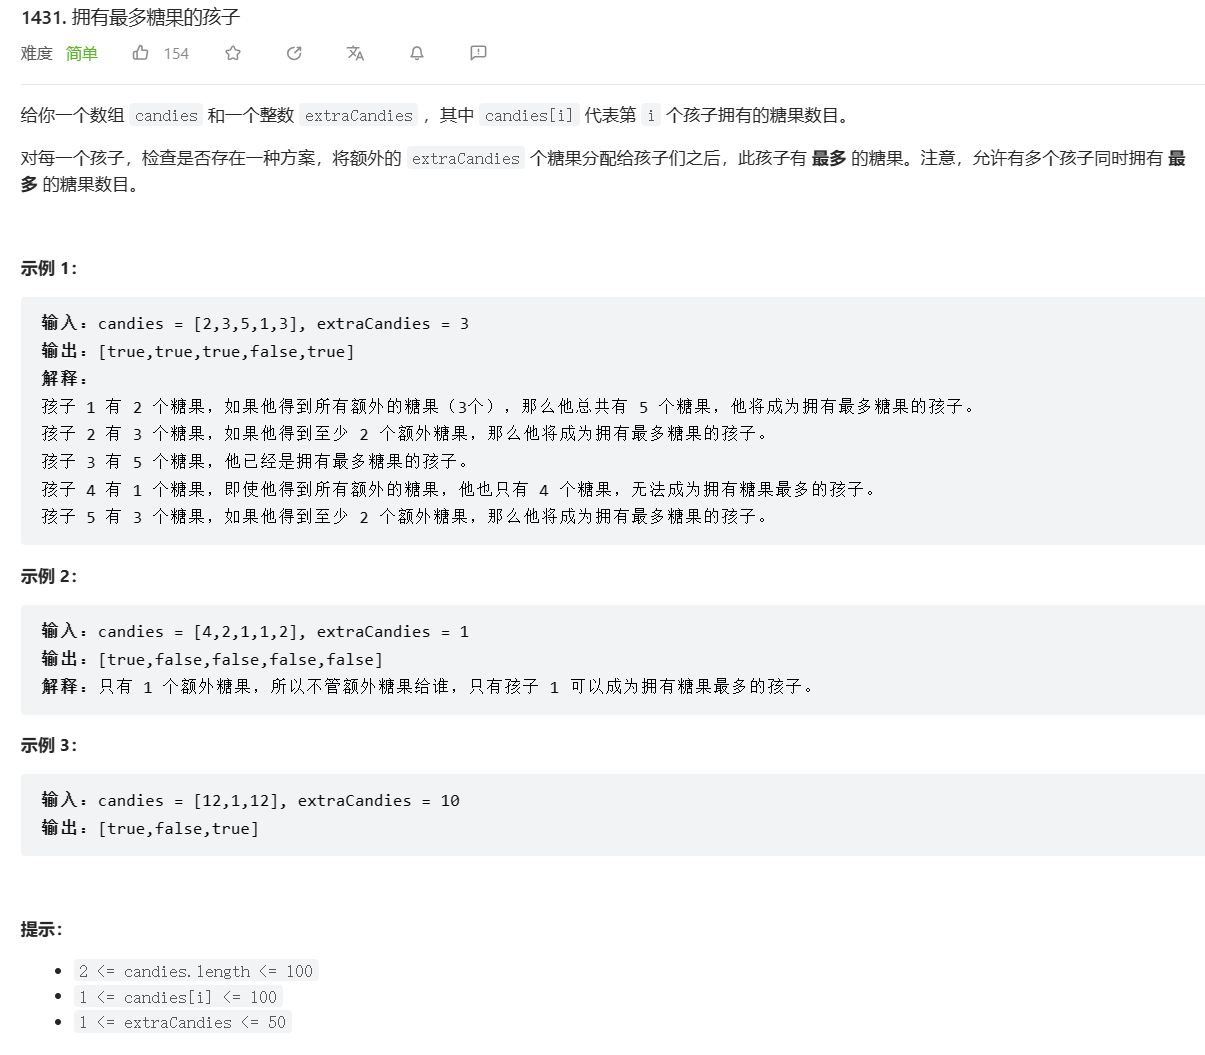 1431. 拥有最多糖果的孩子
难度 简单 154
给你一个数组 candies 和一个整数 extraCandies ，其中 candies[i] 代表第 i 个孩子拥有的糖果数目。
对每一个孩子，检查是否存在一种方案，将额外的 extraCandies 个糖果分配给孩子们之后，此孩子有 最多 的糖果。注意，允许有多个孩子同时拥有 最
多 的糖果数目。
示例 1：
输入：candies = [2,3,5,1,3], extraCandies = 3
输出：[true,true,true,false,true]
解释：
孩子 1 有 2 个糖果，如果他得到所有额外的糖果（3个），那么他总共有 5 个糖果，他将成为拥有最多糖果的孩子。
孩子 2 有 3 个糖果，如果他得到至少 2 个额外糖果，那么他将成为拥有最多糖果的孩子。
孩子 3 有 5 个糖果，他已经是拥有最多糖果的孩子。
孩子 4 有 1 个糖果，即使他得到所有额外的糖果，他也只有 4 个糖果，无法成为拥有糖果最多的孩子。
孩子 5 有 3 个糖果，如果他得到至少 2 个额外糖果，那么他将成为拥有最多糖果的孩子。
示例 2：
输入：candies = [4,2,1,1,2], extraCandies = 1
输出：[true,false,false,false,false]
解释：只有 1 个额外糖果，所以不管额外糖果给谁，只有孩子 1 可以成为拥有糖果最多的孩子。
示例 3：
输入：candies = [12,1,12], extraCandies = 10
输出：[true,false,true]
提示：
• 2 <= candies.length <= 100
• 1 <= candies[i] <= 100
• 1 <= extraCandies <= 50